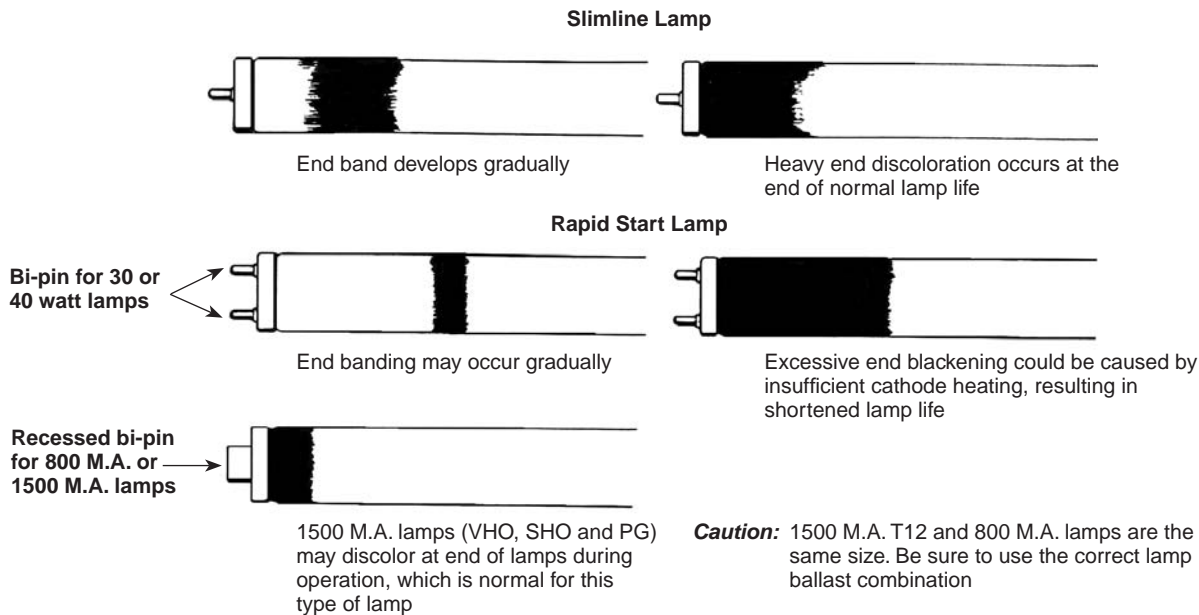 Slimline Lamp
End band develops gradually
Heavy end discoloration occurs at the
end of normal lamp life
Rapid Start Lamp
Bi-pin for 30 or
40 watt lamps
End banding may occur gradually
Excessive end blackening could be caused by
insufficient cathode heating, resulting in
shortened lamp life
Recessed bi-pin
for 800 M.A. or
1500 M.A. lamps
1500 M.A. lamps (VHO, SHO and PG)
may discolor at end of lamps during
operation, which is normal for this
type of lamp
Caution: 1500 M.A. T12 and 800 M.A. lamps are the
same size. Be sure to use the correct lamp
ballast combination